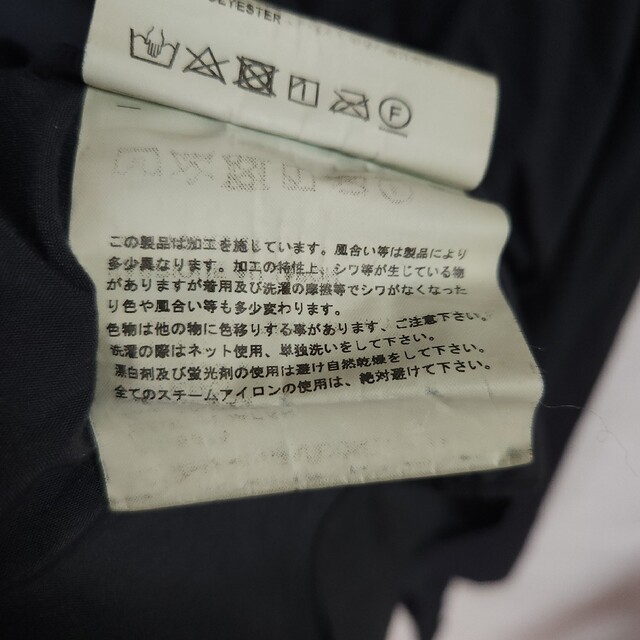 F
この製品は加工を施しています。風合い等は製品により
多少異なります。加工の特性上、シワ等が生じている物
がありますが着用及び洗濯の摩擦等でシワがなくなった
り色や風合い等も多少変わります。
色物は他の物に色移りする事があります、ご注意下さい。
洗濯の際はネット使用、単独洗いをして下さい。
漂白剤及び蛍光剤の使用は避け自然乾燥をして下さい。
全てのスチームアイロンの使用は、絶対避けて下さい。